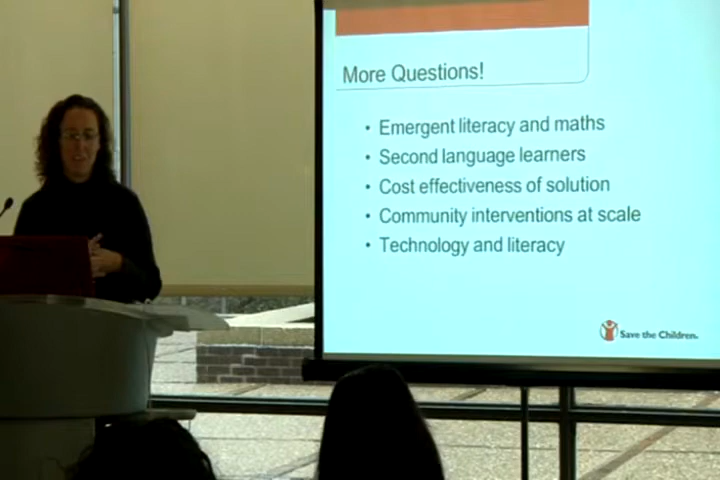 More Questions!
• Emergent literacy and maths
• Second language learners
• Cost effectiveness of solution
• Community interventions at scale
• Technology and literacy
Save the Children.